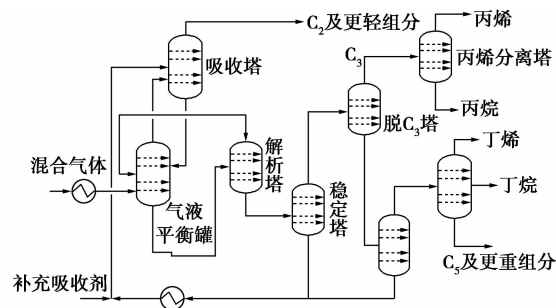 C₂及更轻组分
吸收塔
混合气体
气液
平衡罐
解析塔
稳定塔
C₃
脱C₃塔
丙烯
丙烯分离塔
丙烷
丁烯
丁烷
C₅及更重组分
补充吸收剂